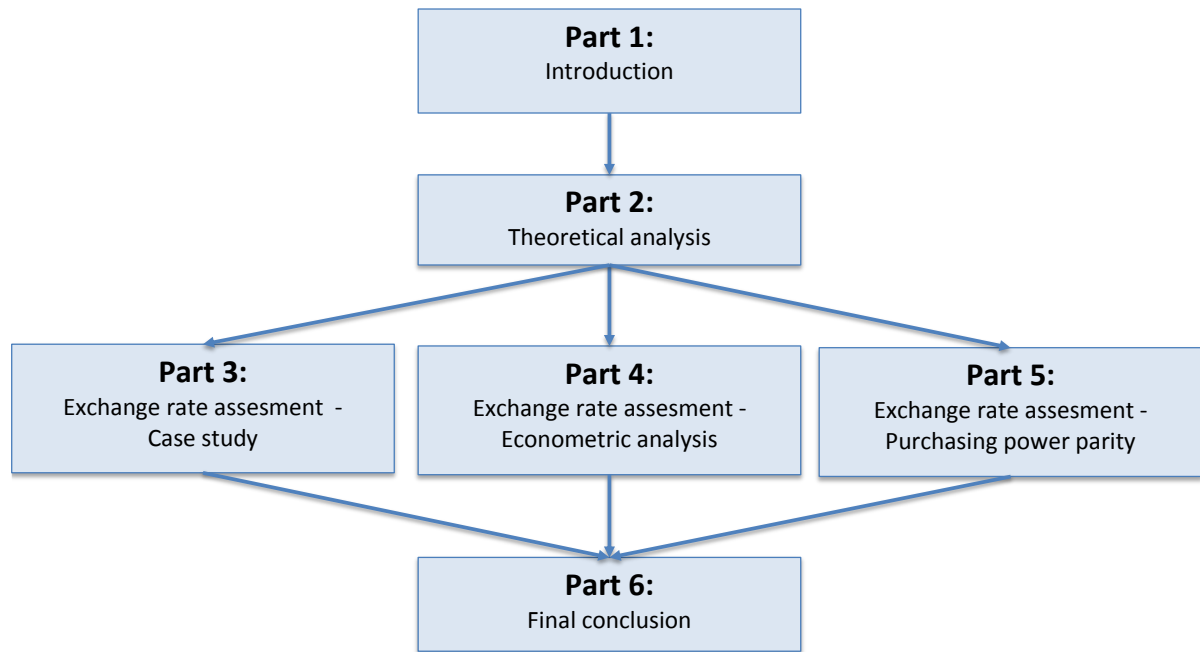 Part 1:
Introduction
Part 2:
Theoretical analysis
Part 3:
Exchange rate assesment -
Case study
Part 4:
Exchange rate assesment -
Econometric analysis
Part 5:
Exchange rate assesment -
Purchasing power parity
Part 6:
Final conclusion